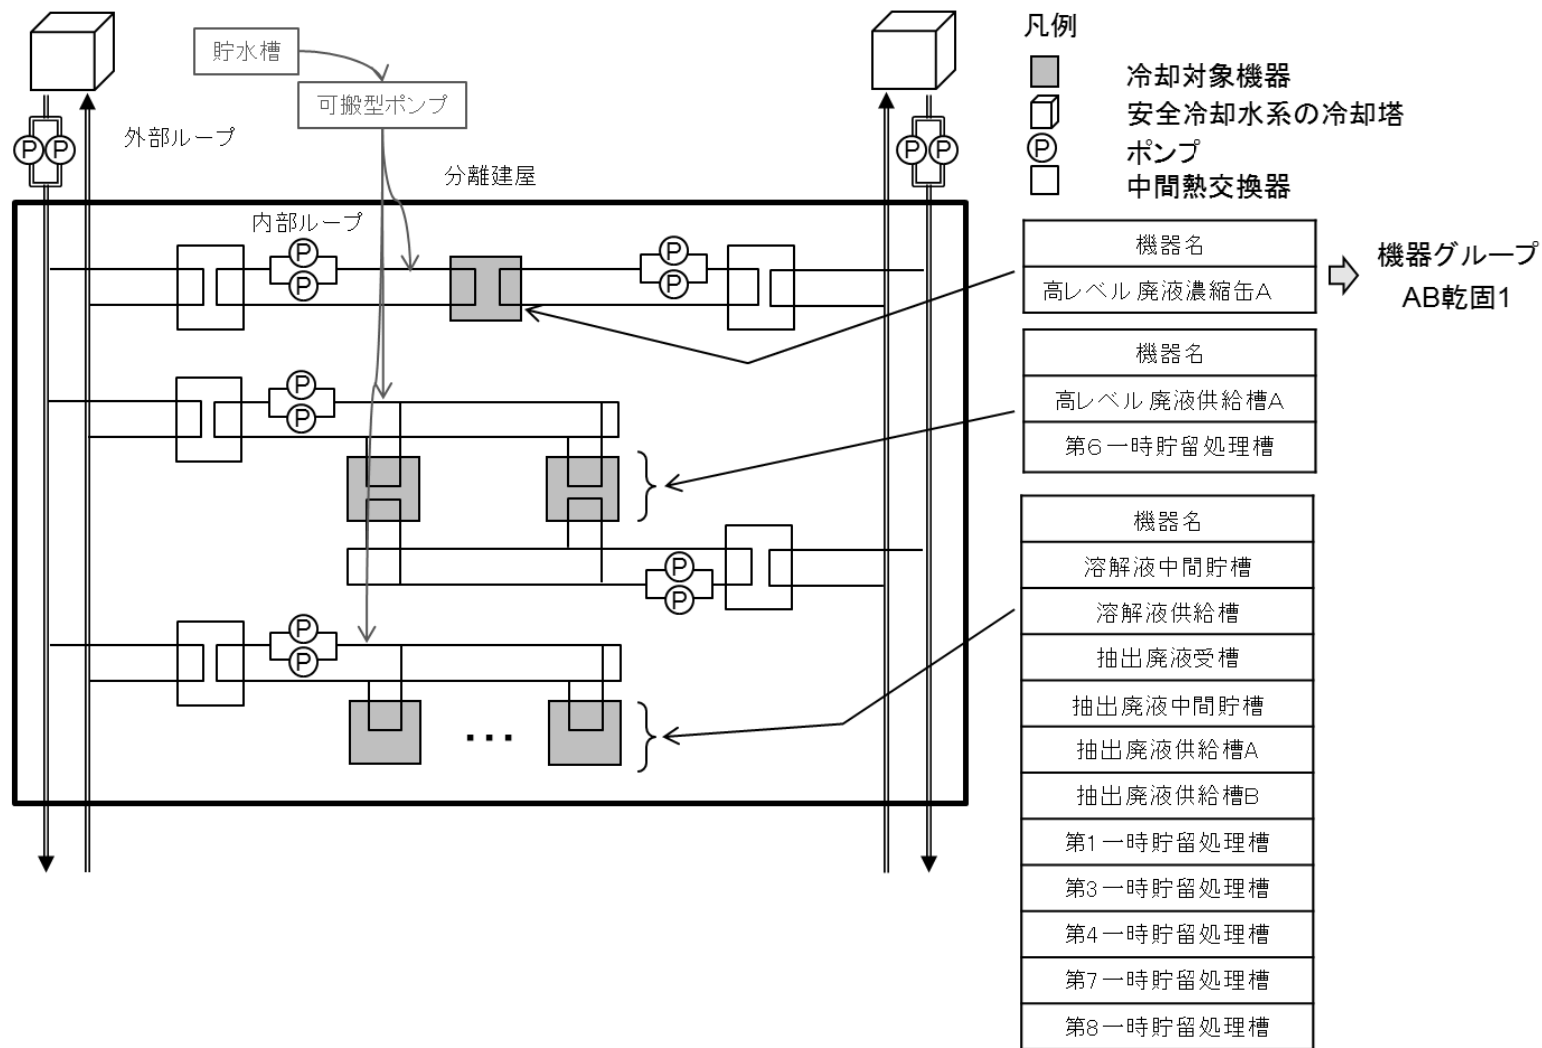 貯水槽
可搬型ポンプ
外部ループ
分離建屋
内部ループ
P P
P P
P
P
P
P
P
P
P
P
P
P
凡例
冷却対象機器
安全冷却水系の冷却塔
P
ポンプ
中間熱交換器
機器名
高レベル廃液濃縮缶A
機器グループ
AB乾固1
機器名
高レベル廃液供給槽A
第6一時貯留処理槽
機器名
溶解液中間貯槽
溶解液供給槽
抽出廃液受槽
抽出廃液中間貯槽
抽出廃液供給槽A
抽出廃液供給槽B
第1一時貯留処理槽
第3一時貯留処理槽
第4一時貯留処理槽
第7一時貯留処理槽
第8一時貯留処理槽
...